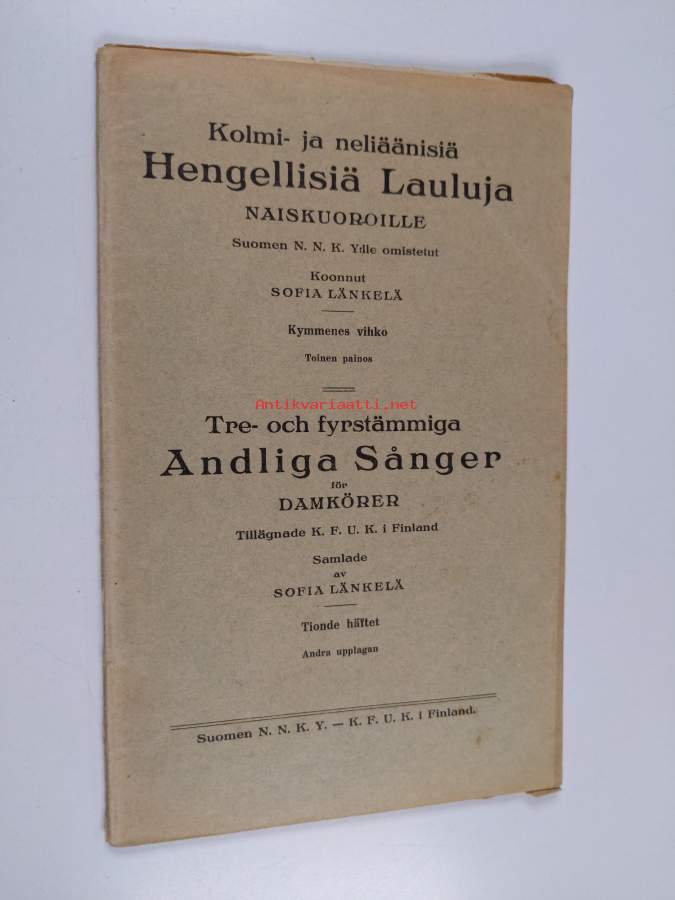 Kolmi- ja neliäänisiä
Hengellisiä Lauluja
NAISKUOROILLE
Suomen N. N. K. Y:lle omistetut
Koonnut
SOFIA LÄNKELÄ
Kymmenes vihko
Toinen painos
Antikvariaatti.net
Tre- och fyrstämmiga
Andliga Sånger
för
DAMKÖRER
Tillägnade K. F. U. K. i Finland
Samlade
av
SOFIA LÄNKELÄ
Tionde häftet
Andra upplagan
Suomen N. N. K. Y. — K. F. U. K. i Finland.